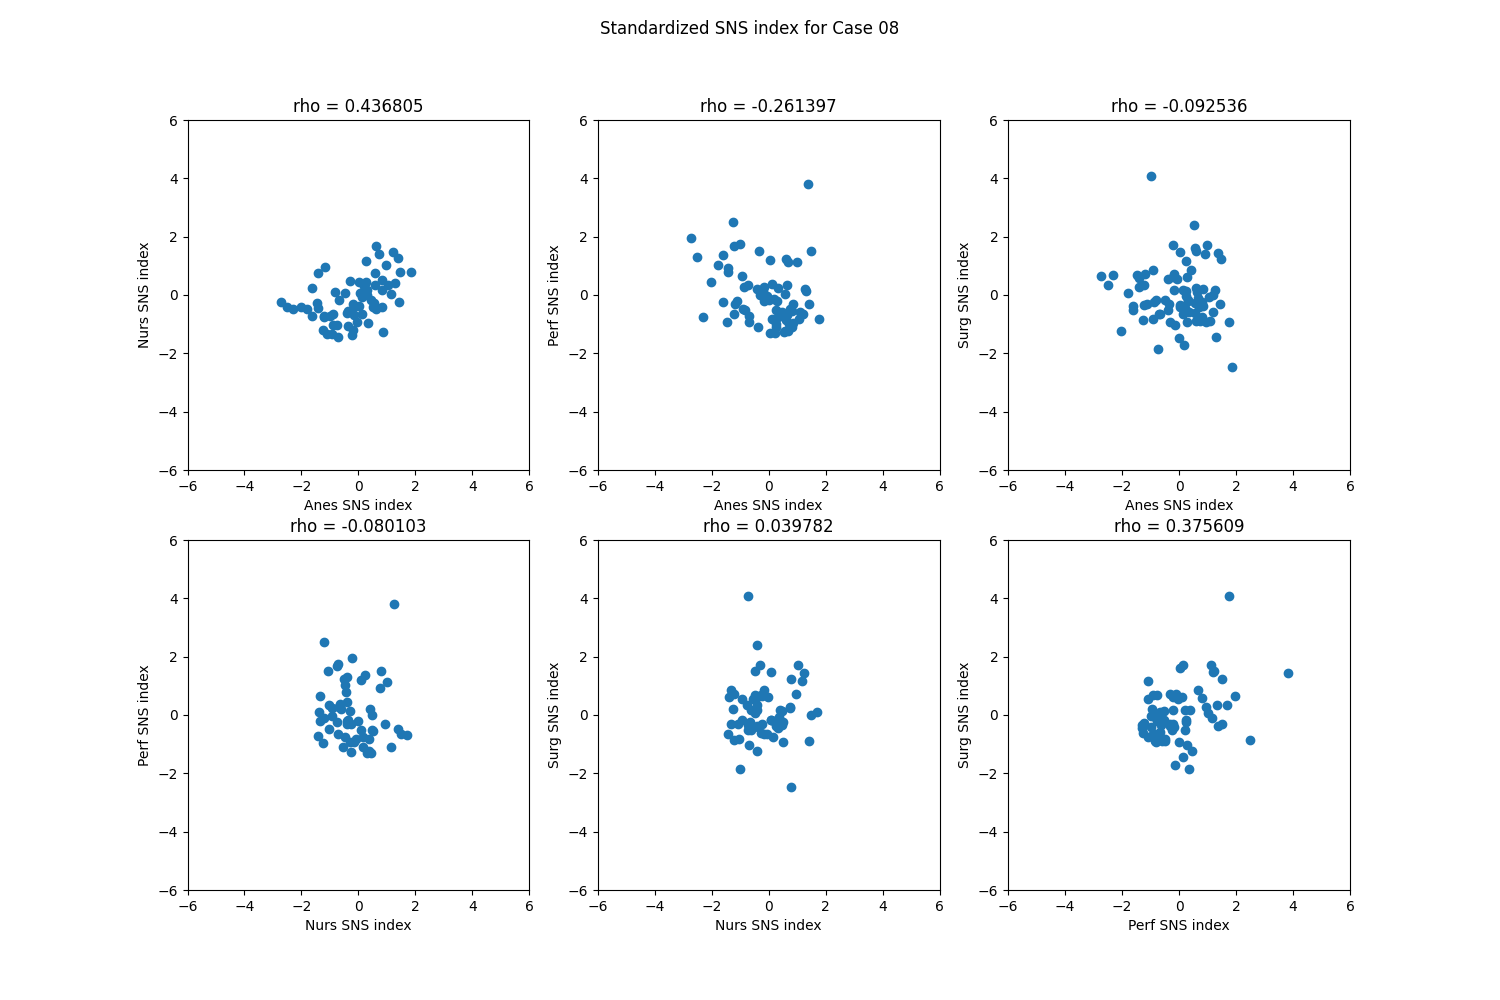 Standardized SNS index for Case 08
rho = 0.436805
rho = -0.261397
rho = -0.092536
6
4
2
0
−2
−4
−6
Nurs SNS index
−6 −4 −2 0 2 4 6
Anes SNS index
6
4
2
0
−2
−4
−6
Perf SNS index
−6 −4 −2 0 2 4 6
Anes SNS index
6
4
2
0
−2
−4
−6
Surg SNS index
−6 −4 −2 0 2 4 6
Anes SNS index
rho = -0.080103
rho = 0.039782
rho = 0.375609
6
4
2
0
−2
−4
−6
Perf SNS index
−6 −4 −2 0 2 4 6
Nurs SNS index
6
4
2
0
−2
−4
−6
Surg SNS index
−6 −4 −2 0 2 4 6
Nurs SNS index
6
4
2
0
−2
−4
−6
Surg SNS index
−6 −4 −2 0 2 4 6
Perf SNS index